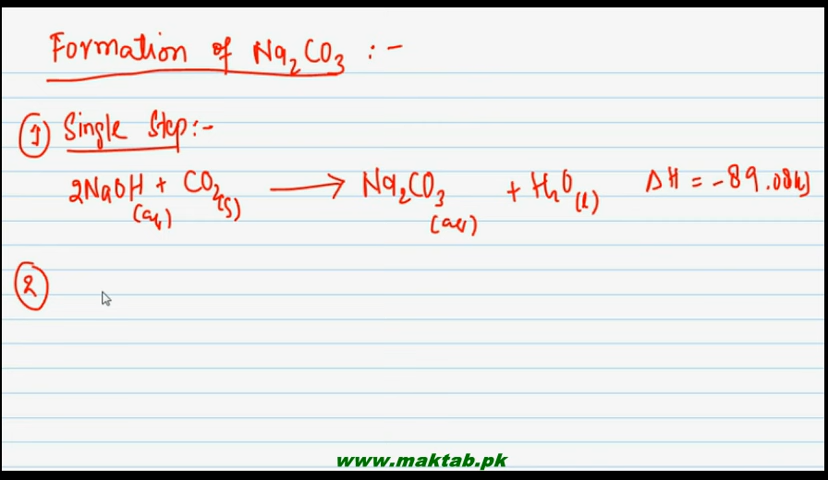 Formation of Na₂CO₃ :-
① Single Step:-
2NaOH(aq) + CO₂(g) ⟶ Na₂CO₃(aq) + H₂O(l) ΔH = -89.08kJ
②
www.maktab.pk